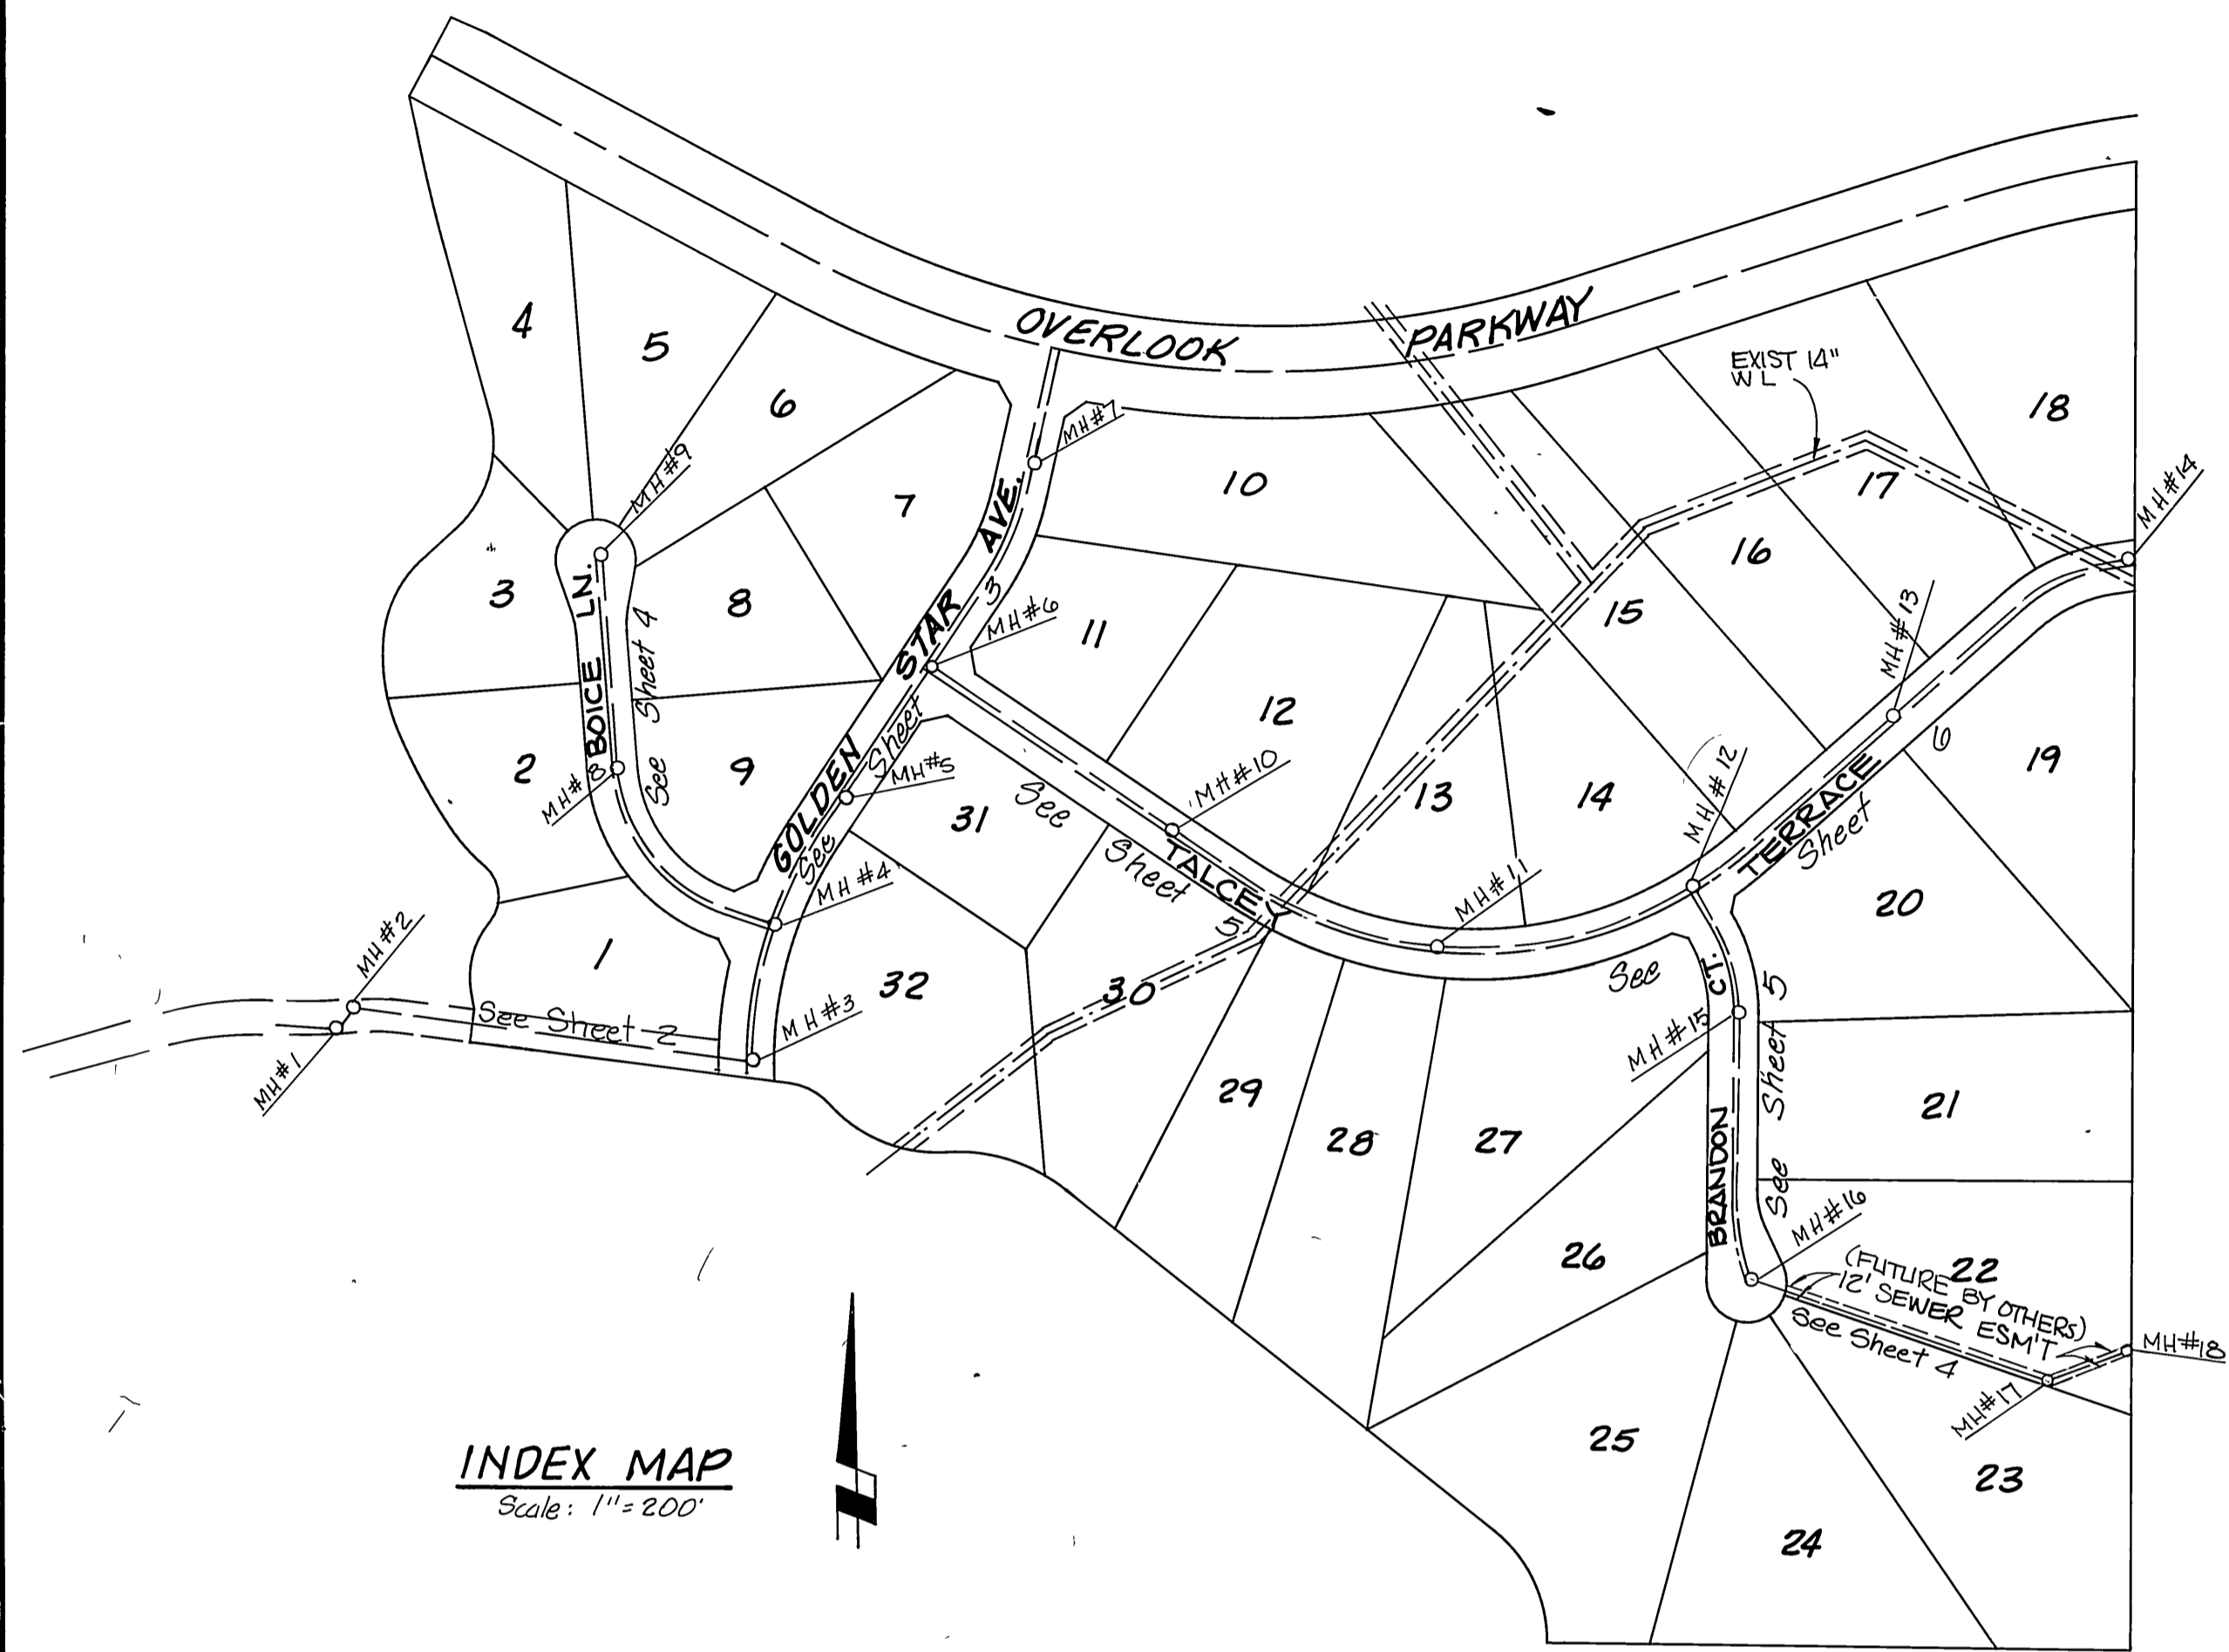 OVERLOOK PARKWAY
EXIST 14"
WL
4
5
6
7
10
18
17
16
15
MH#7
MH#9
MH#14
3
8
11
12
13
14
19
20
2
9
31
1
32
30
29
28
27
26
21
22
25
24
23
BOICE LN.
See Sheet 4
GOLDEN STAR AVE.
See Sheet 3
MH#6
MH#5
MH#8
MH#4
MH#3
MH#2
MH#1
See Sheet 2
MH#10
TALCEY TERRACE
See Sheet 5
MH#11
MH#12
MH#13
See Sheet 6
BRANDON CT.
See Sheet 5
MH#15
MH#16
(FUTURE BY OTHERS)
12' SEWER ESM'T
See Sheet 4
MH#17
MH#18
INDEX MAP
Scale: 1"=200'